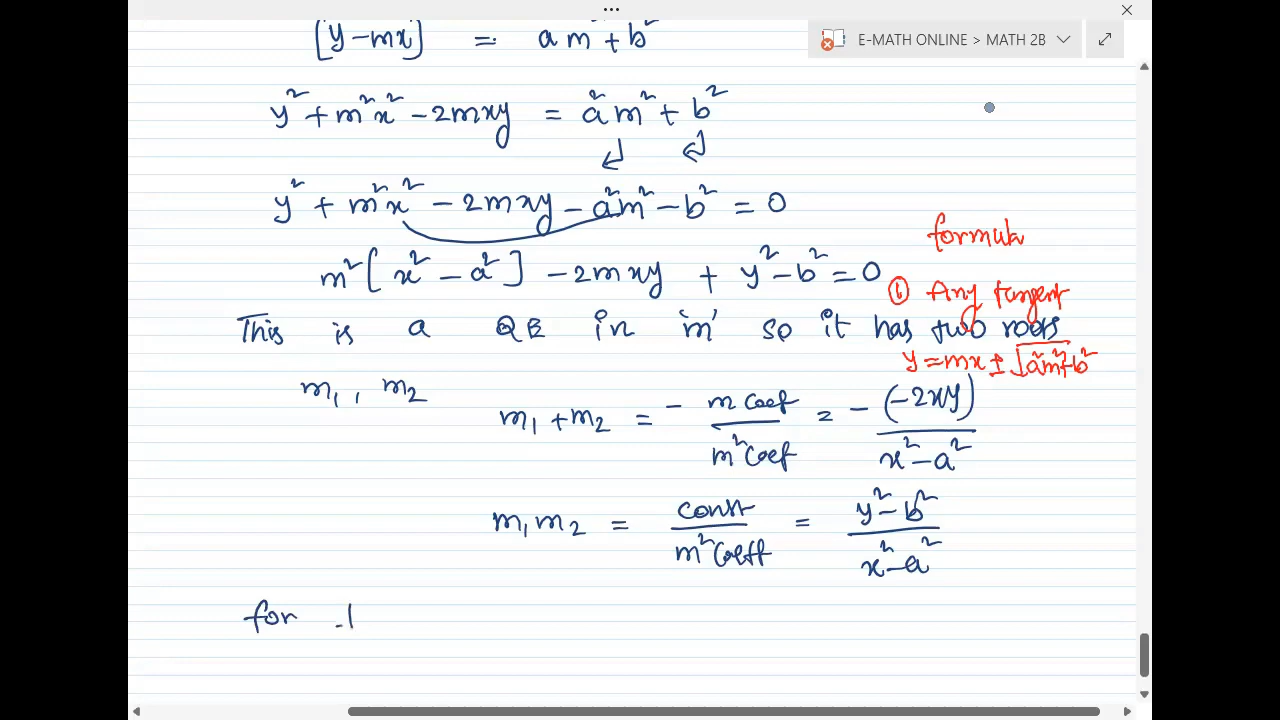 [y-mx] = am²+b²
E-MATH ONLINE > MATH 2B
y²+m²x²-2mxy = a²m²+b²
y²+m²x²-2mxy-a²m²-b²=0
formula
m²[x²-a²]-2mxy+y²-b²=0
① Any tangent
This is a QE in 'm' so it has two roots
y=mx±√a²m²+b²
m₁, m₂
m₁+m₂ = - m Coef / m² Coef = - (-2xy) / x²-a²
m₁m₂ = const / m² Coeff = y²-b² / x²-a²
for